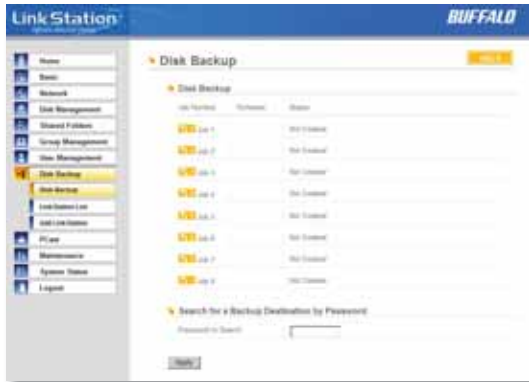 LinkStation
BUFFALO
Home
Basic
Network
Disk Management
Shared Folders
Group Management
User Management
Disk Backup
Disk Backup
LinkStation List
Add LinkStation
PCast
Maintenance
System Status
Logout
Disk Backup
Disk Backup
Job Number Schedule Status
Job 1 Not Created
Job 2 Not Created
Job 3 Not Created
Job 4 Not Created
Job 5 Not Created
Job 6 Not Created
Job 7 Not Created
Job 8 Not Created
Search for a Backup Destination by Password
Password to Search
Apply